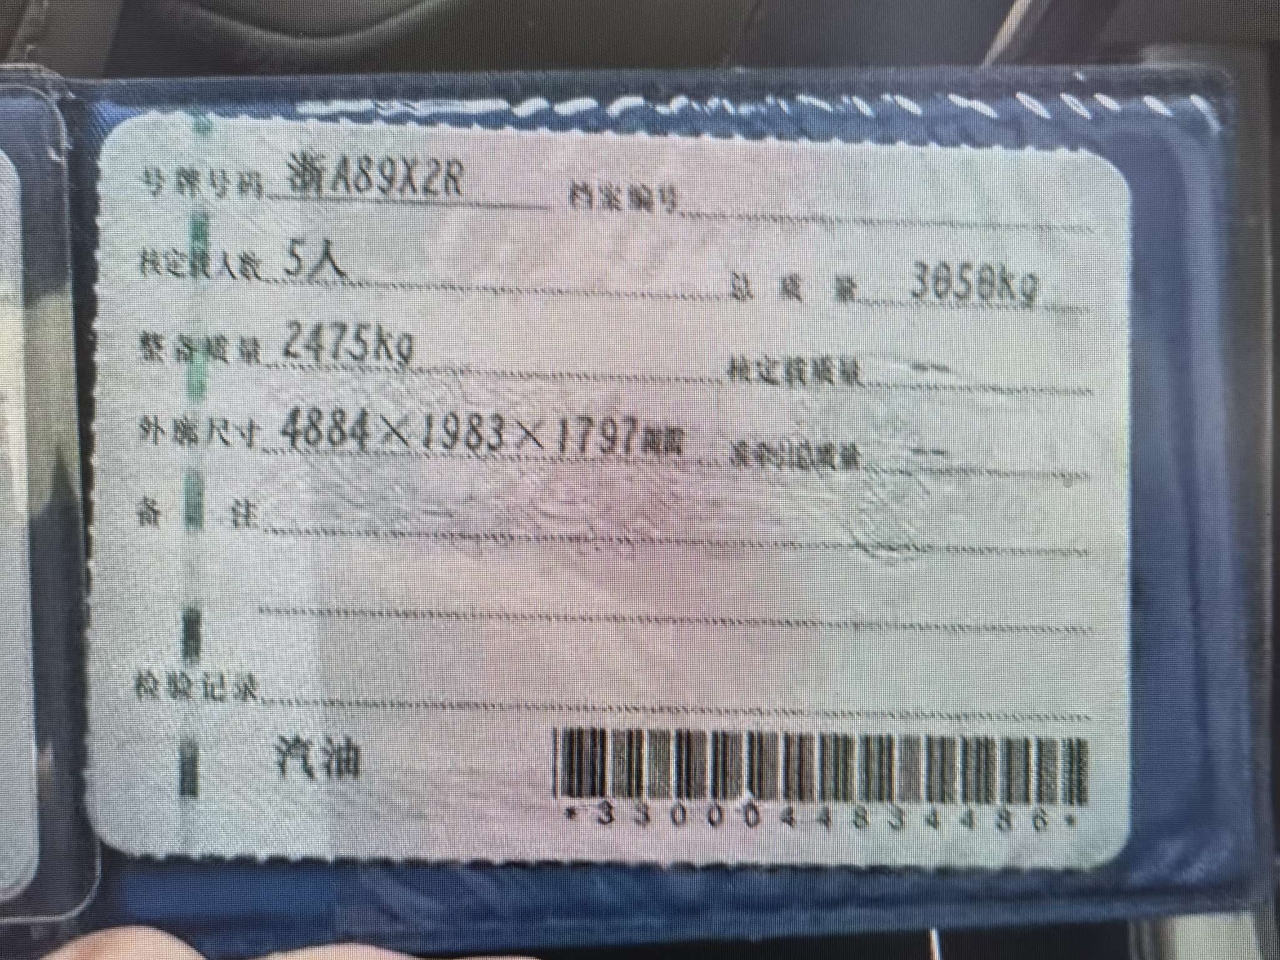 号牌号码 浙A89X2R 档案编号
核定载人数 5人 总质量 3050kg
整备质量 2475kg 核定载质量 --
外廓尺寸 4884×1983×1797mm 准牵引总质量 --
备注
检验记录
汽油
*3300044834486*